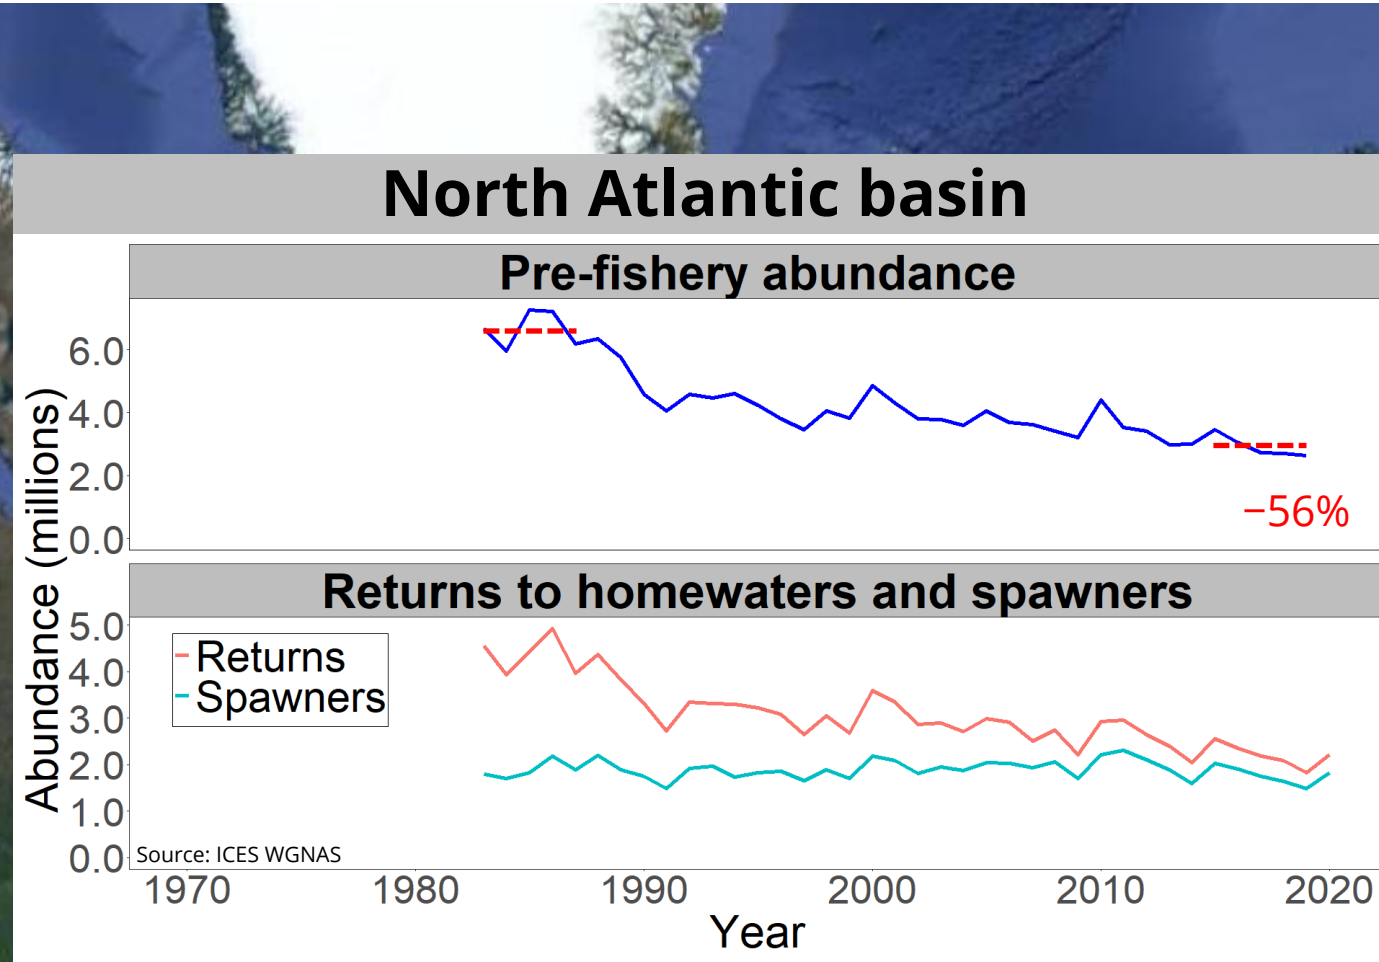 North Atlantic basin
Pre-fishery abundance
6.0
4.0
2.0
0.0
−56%
Abundance (millions)
Returns to homewaters and spawners
5.0
4.0
3.0
2.0
1.0
0.0
Returns
Spawners
Source: ICES WGNAS
1970 1980 1990 2000 2010 2020
Year